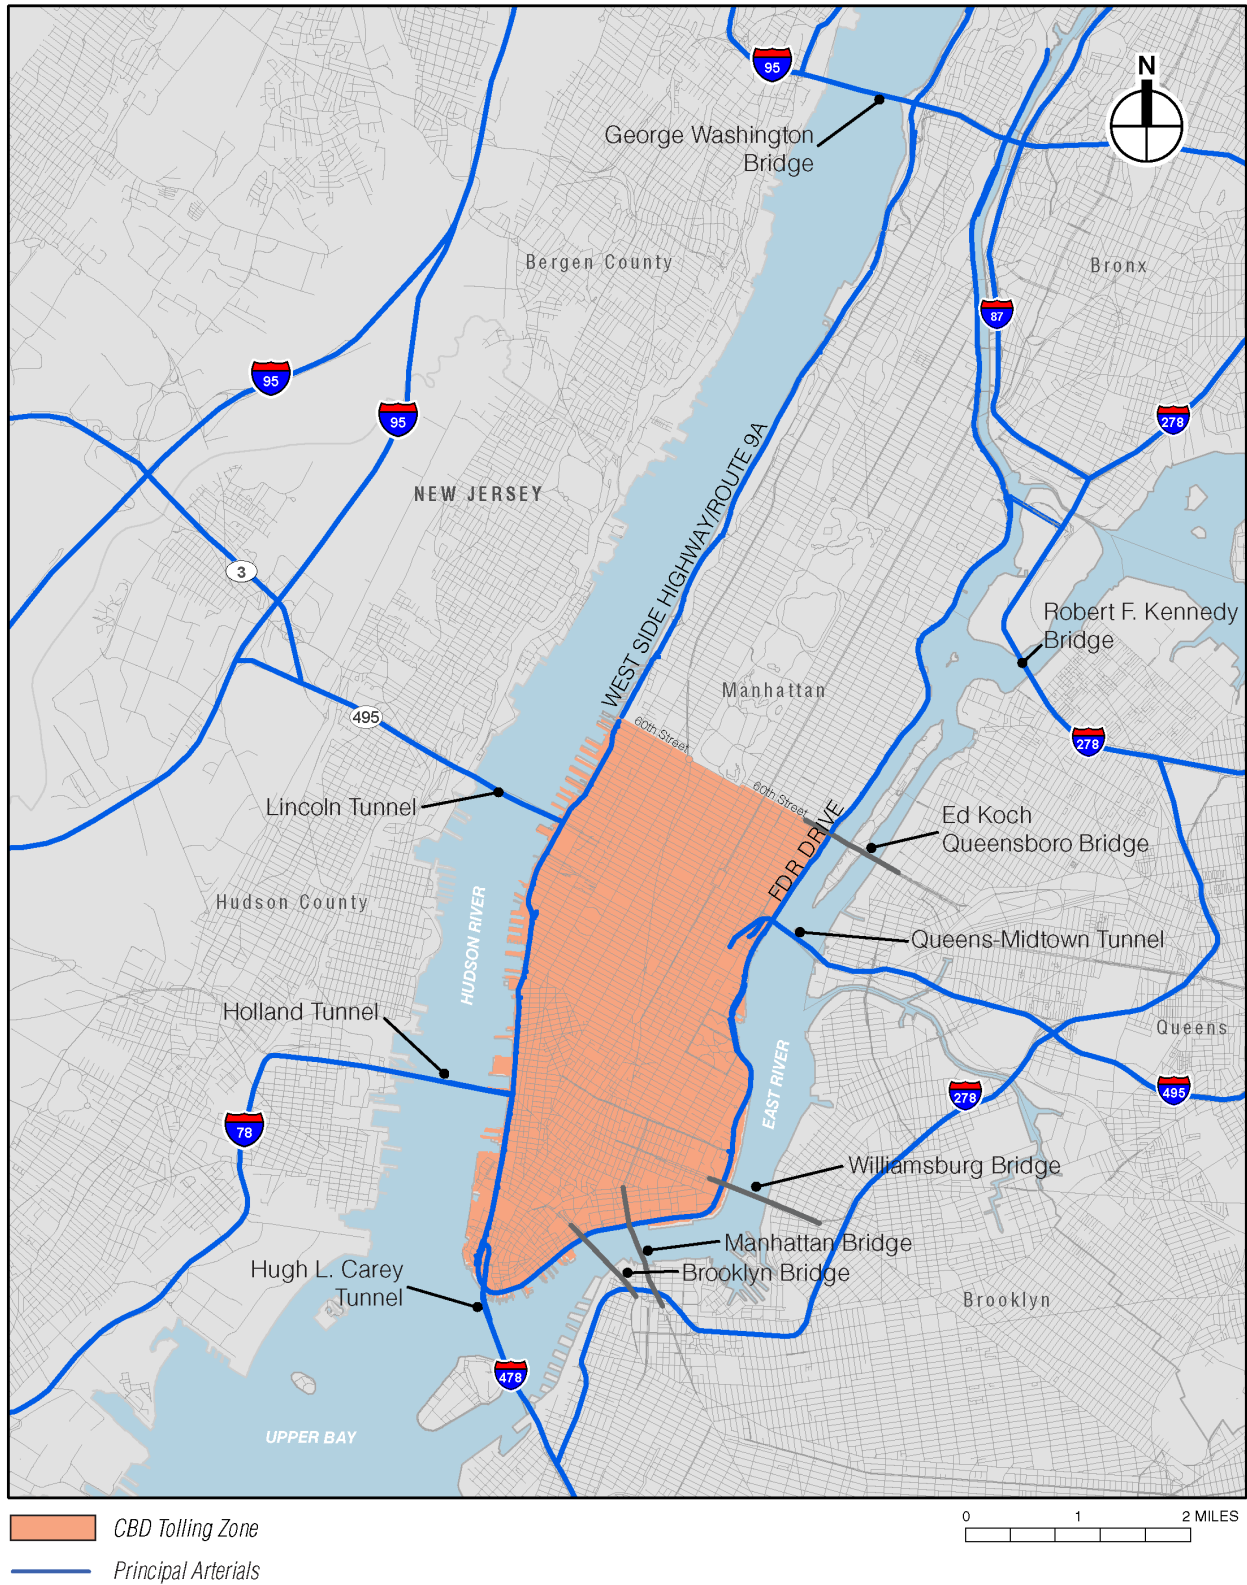 95
N
George Washington
Bridge
Bergen County
Bronx
87
95
95
278
NEW JERSEY
WEST SIDE HIGHWAY/ROUTE 9A
3
Robert F. Kennedy
Bridge
Manhattan
495
60th Street
278
60th Street
Lincoln Tunnel
FDR DRIVE
Ed Koch
Queensboro Bridge
Hudson County
HUDSON RIVER
Queens-Midtown Tunnel
Holland Tunnel
Queens
EAST RIVER
278
495
78
Williamsburg Bridge
Manhattan Bridge
Hugh L. Carey
Tunnel
Brooklyn Bridge
Brooklyn
478
UPPER BAY
CBD Tolling Zone
0 1 2 MILES
Principal Arterials